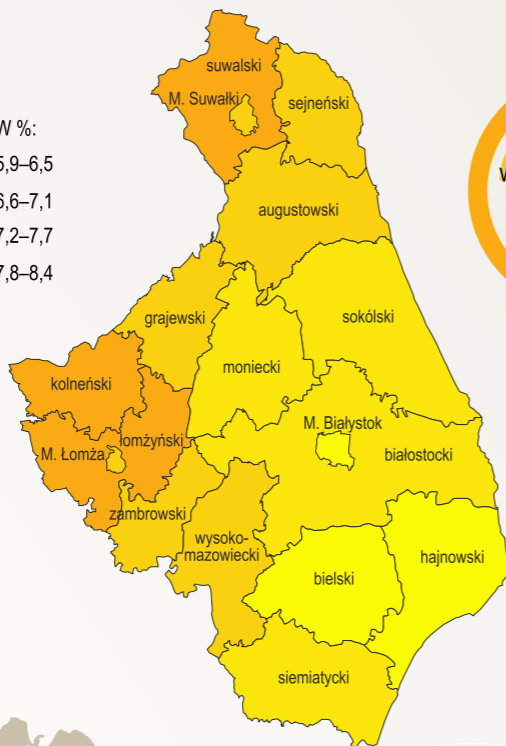 suwalski
M. Suwałki
sejneński
W %:
5,9–6,5
6,6–7,1
7,2–7,7
7,8–8,4
augustowski
grajewski
sokólski
moniecki
kolneński
M. Białystok
łomżyński
M. Łomża
białostocki
zambrowski
wysoko-
mazowiecki
hajnowski
bielski
siemiatycki